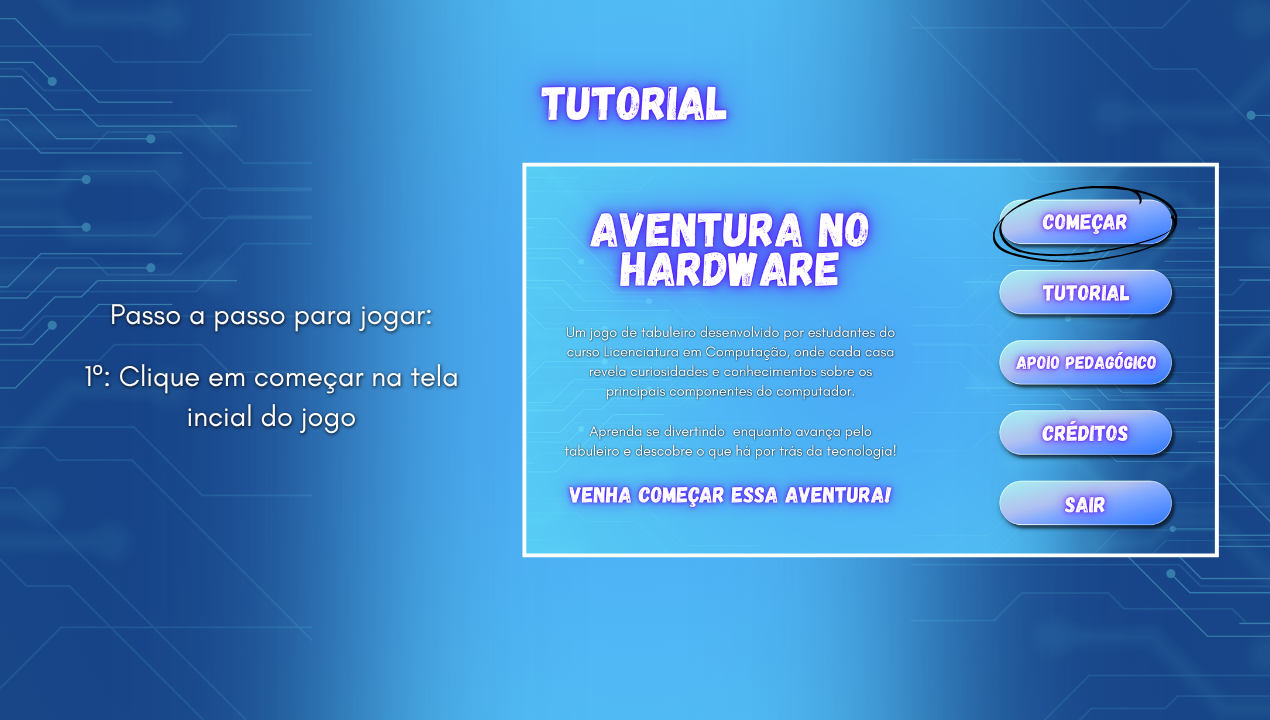 TUTORIAL
Passo a passo para jogar:
1º: Clique em começar na tela
incial do jogo
AVENTURA NO
HARDWARE
Um jogo de tabuleiro desenvolvido por estudantes do
curso Licenciatura em Computação, onde cada casa
revela curiosidades e conhecimentos sobre os
principais componentes do computador.
Aprenda se divertindo enquanto avança pelo
tabuleiro e descobre o que há por trás da tecnologia!
VENHA COMEÇAR ESSA AVENTURA!
COMEÇAR
TUTORIAL
APOIO PEDAGÓGICO
CRÉDITOS
SAIR